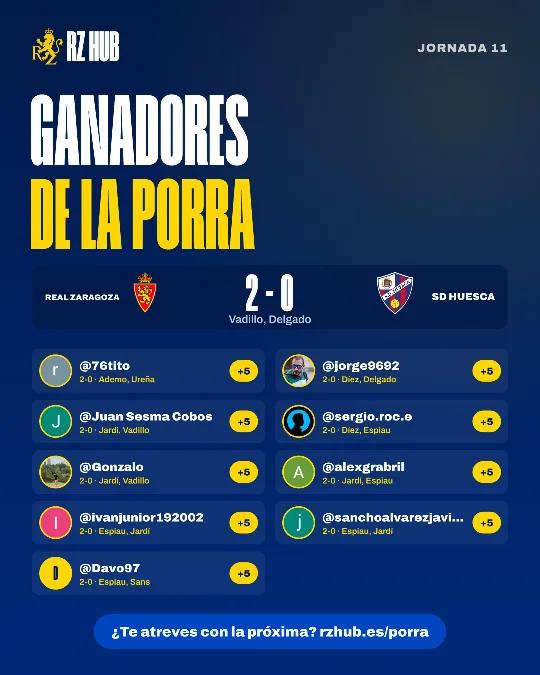 RZ RZ HUB
JORNADA 11
GANADORES
DE LA PORRA
REAL ZARAGOZA
2 - 0
SD HUESCA
Vadillo, Delgado
r
@76tito
2-0 · Ademo, Ureña
+5
@jorge9692
2-0 · Díez, Delgado
+5
J
@Juan Sesma Cobos
2-0 · Jardí, Vadillo
+5
@sergio.roc.e
2-0 · Díez, Espiau
+5
@Gonzalo
2-0 · Jardí, Vadillo
+5
A
@alexgrabril
2-0 · Jardí, Espiau
+5
I
@ivanjunior192002
2-0 · Espiau, Jardí
+5
j
@sanchoalvarezjavi...
2-0 · Espiau, Jardí
+5
D
@Davo97
2-0 · Espiau, Sans
+5
¿Te atreves con la próxima? rzhub.es/porra